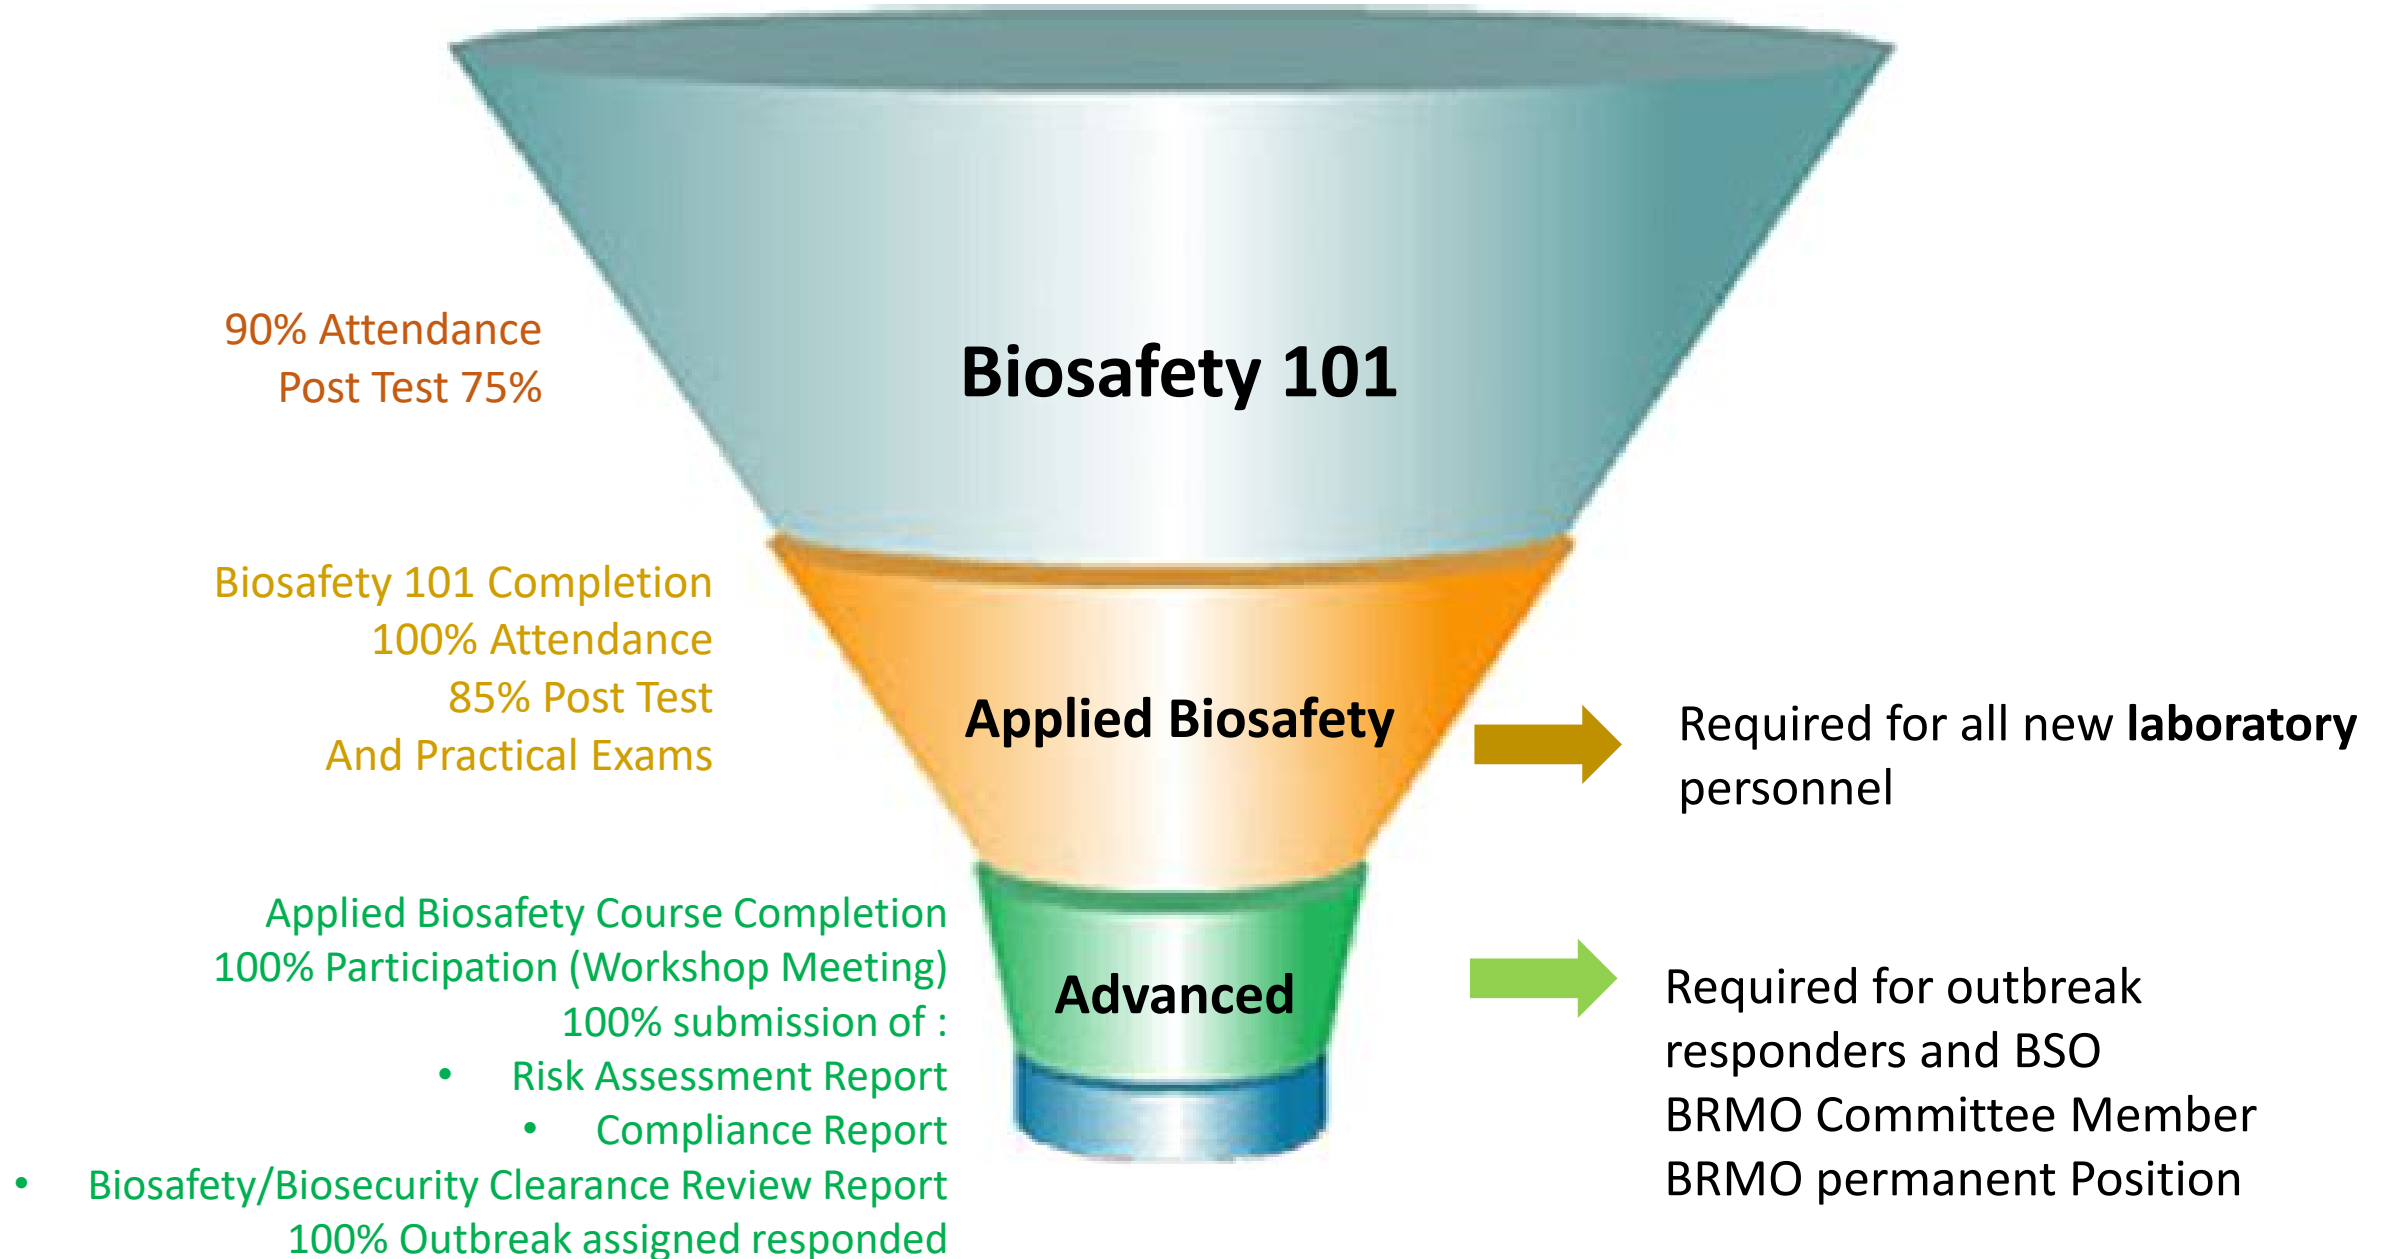 90% Attendance
Post Test 75%
Biosafety 101
Biosafety 101 Completion
100% Attendance
85% Post Test
And Practical Exams
Applied Biosafety
Required for all new laboratory
personnel
Applied Biosafety Course Completion
100% Participation (Workshop Meeting)
100% submission of :
• Risk Assessment Report
• Compliance Report
• Biosafety/Biosecurity Clearance Review Report
100% Outbreak assigned responded
Advanced
Required for outbreak
responders and BSO
BRMO Committee Member
BRMO permanent Position